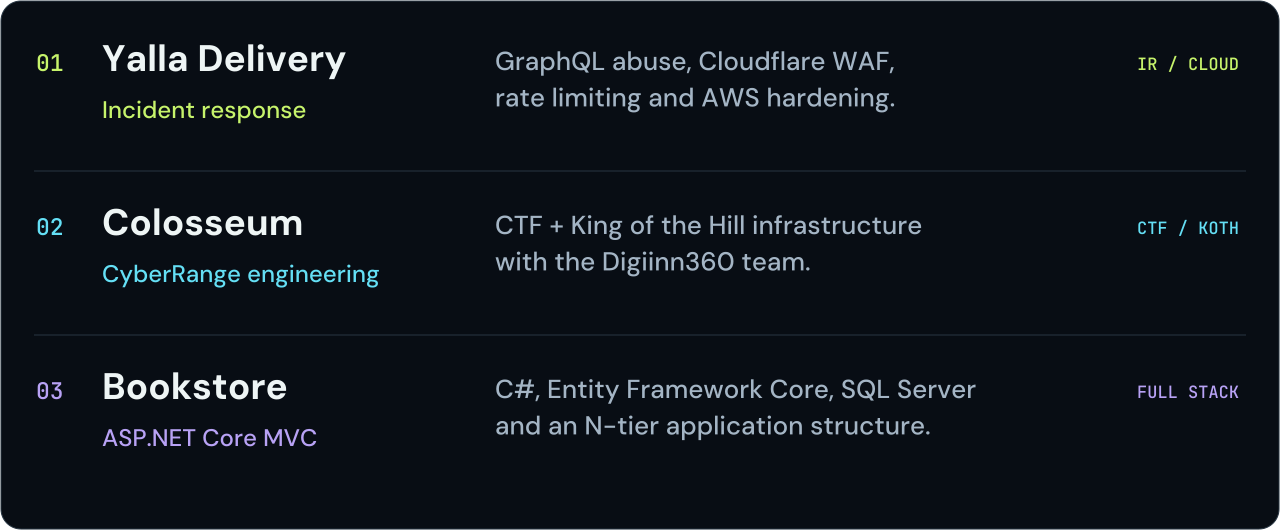 01
Yalla Delivery
Incident response
GraphQL abuse, Cloudflare WAF,
rate limiting and AWS hardening.
IR / CLOUD
02
Colosseum
CyberRange engineering
CTF + King of the Hill infrastructure
with the Digiinn360 team.
CTF / KOTH
03
Bookstore
ASP.NET Core MVC
C#, Entity Framework Core, SQL Server
and an N-tier application structure.
FULL STACK